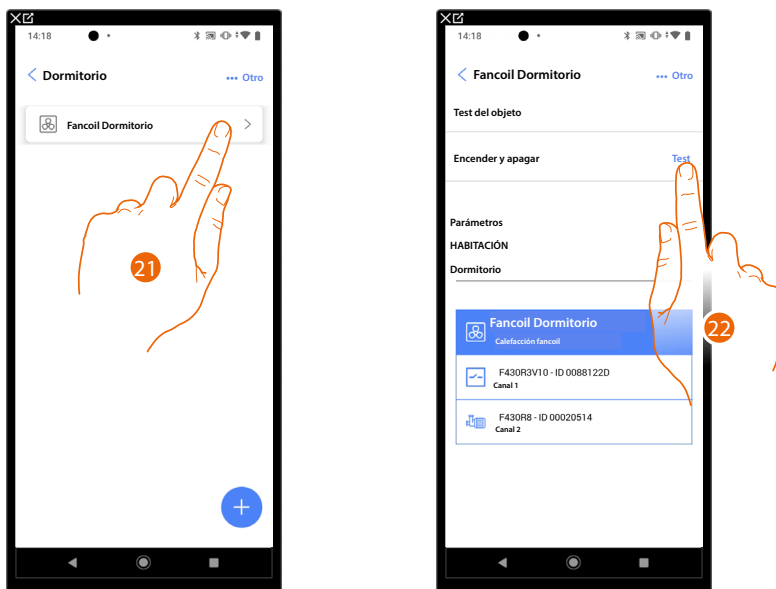 14:18
Dormitorio
••• Otro
Fancoil Dormitorio
21
14:18
Fancoil Dormitorio
••• Otro
Test del objeto
Encender y apagar
Test
Parámetros
HABITACIÓN
Dormitorio
Fancoil Dormitorio
Calefacción fancoil
22
F430R3V10 - ID 0088122D
Canal 1
F430R8 - ID 00020514
Canal 2